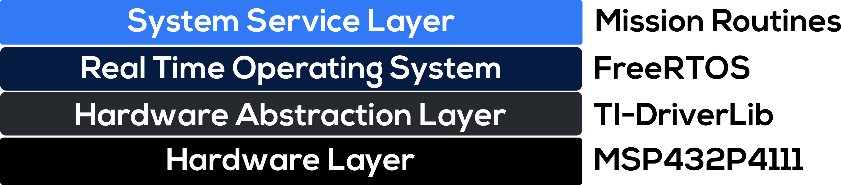 System Service Layer Mission Routines
Real Time Operating System FreeRTOS
Hardware Abstraction Layer TI-DriverLib
Hardware Layer MSP432P4111